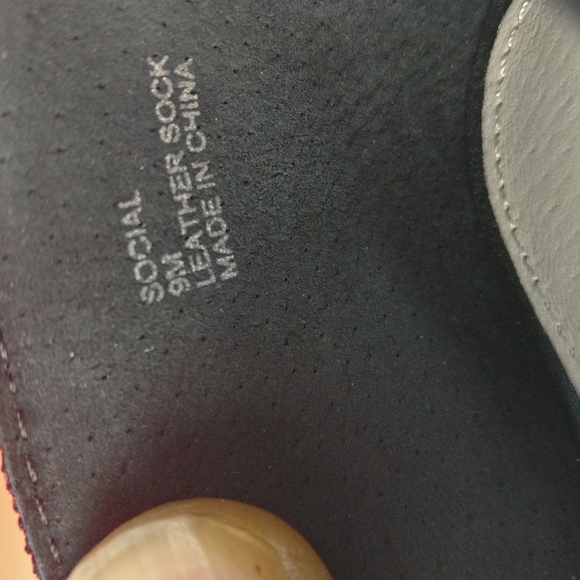 SOCIAL
9M
LEATHER SOCK
MADE IN CHINA